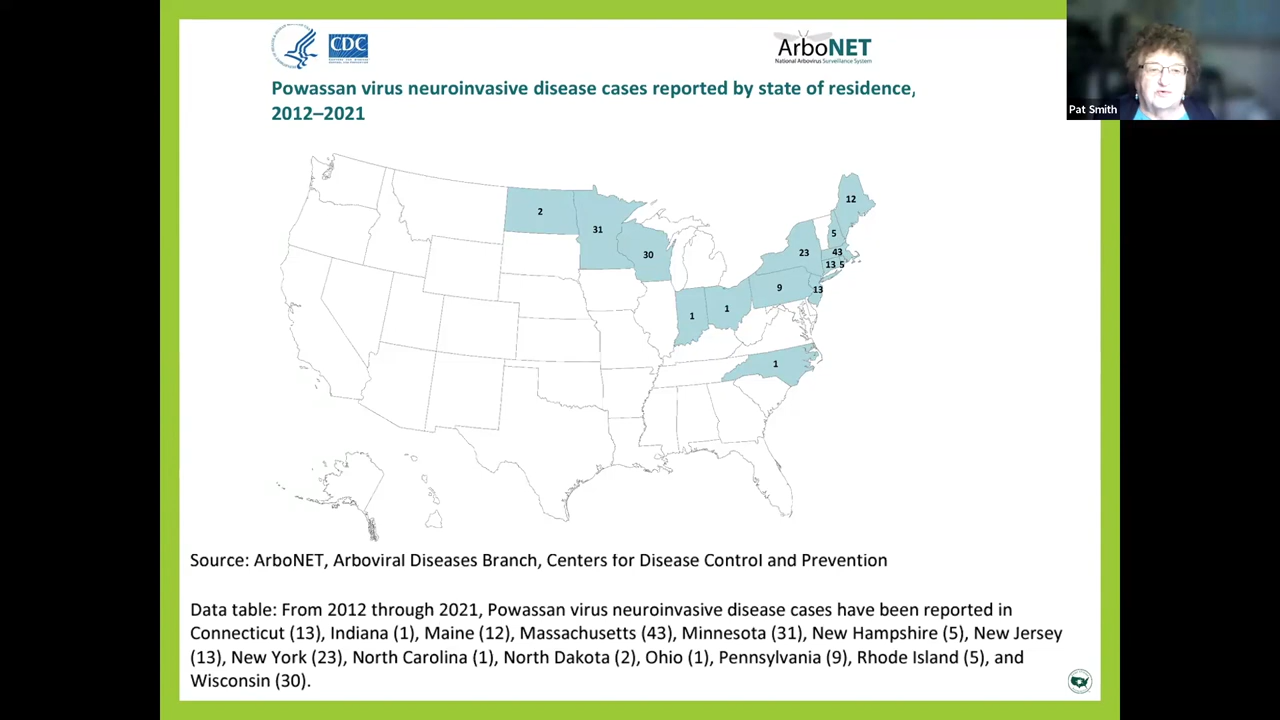 CDC
ArboNET
National Arbovirus Surveillance System
Pat Smith
Powassan virus neuroinvasive disease cases reported by state of residence,
2012–2021
12
2
31
5
30
23
43
13 5
9
13
1
1
1
Source: ArboNET, Arboviral Diseases Branch, Centers for Disease Control and Prevention
Data table: From 2012 through 2021, Powassan virus neuroinvasive disease cases have been reported in
Connecticut (13), Indiana (1), Maine (12), Massachusetts (43), Minnesota (31), New Hampshire (5), New Jersey
(13), New York (23), North Carolina (1), North Dakota (2), Ohio (1), Pennsylvania (9), Rhode Island (5), and
Wisconsin (30).